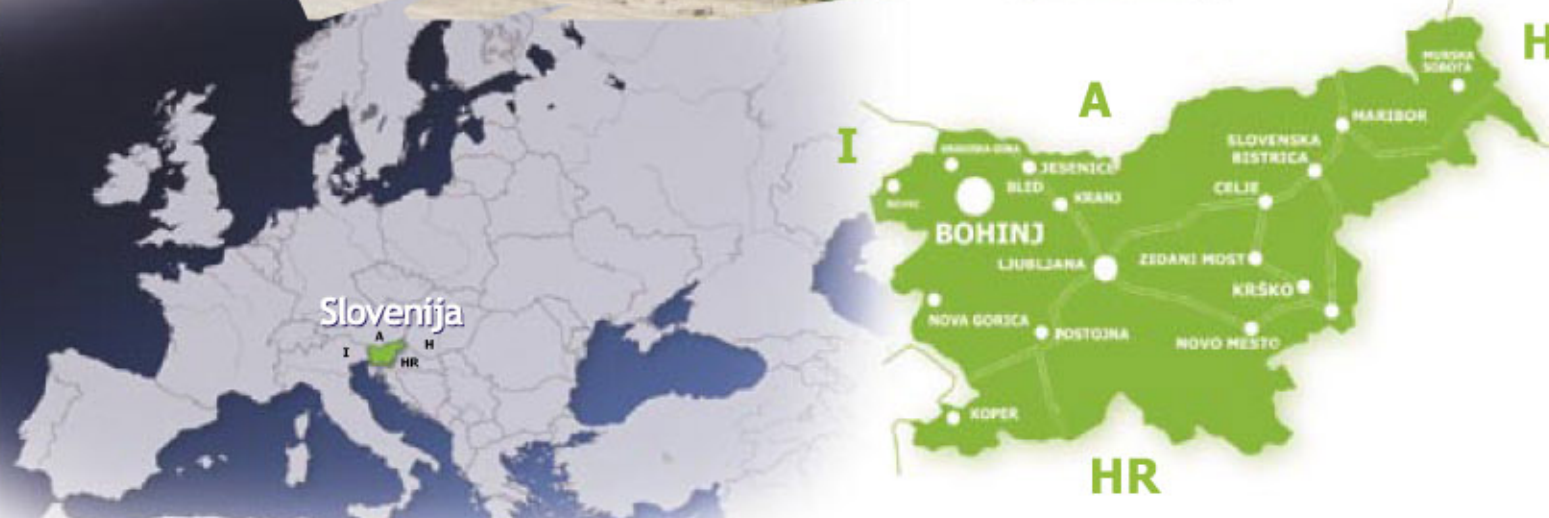 Slovenija
A
I
H
HR
H
A
I
MURSKA
SOBOTA
MARIBOR
SLOVENSKA
BISTRICA
KRANJSKA GORA
JESENICE
BLED
BOVEC
KRANJ
CELJE
BOHINJ
LJUBLJANA
ZIDANI MOST
KRŠKO
NOVA GORICA
POSTOJNA
NOVO MESTO
KOPER
HR